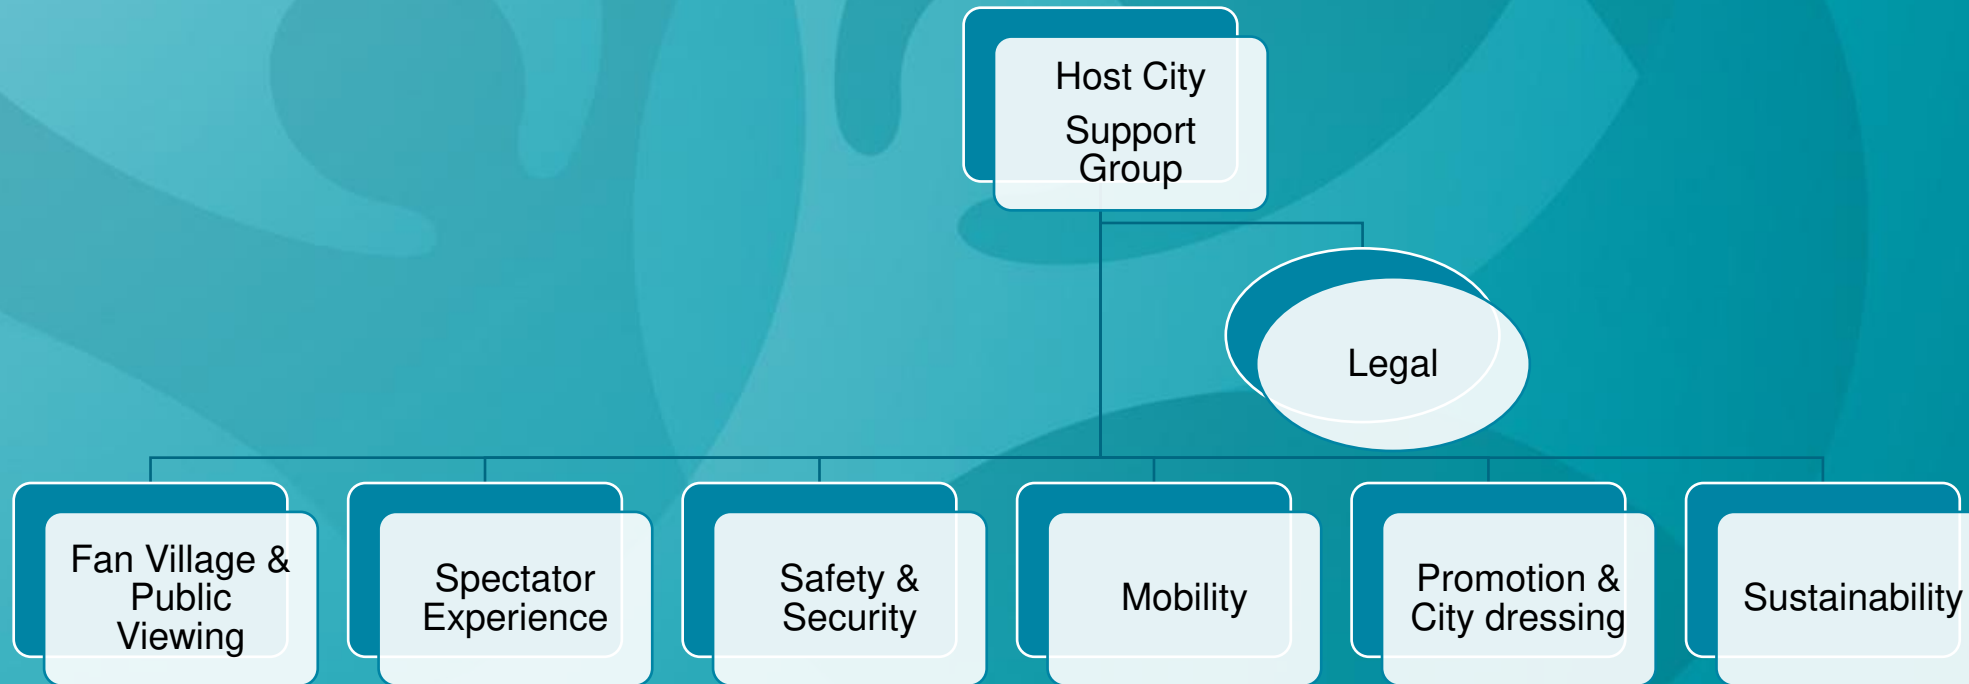 Host City
Support
Group
Legal
Fan Village &
Public
Viewing
Spectator
Experience
Safety &
Security
Mobility
Promotion &
City dressing
Sustainability